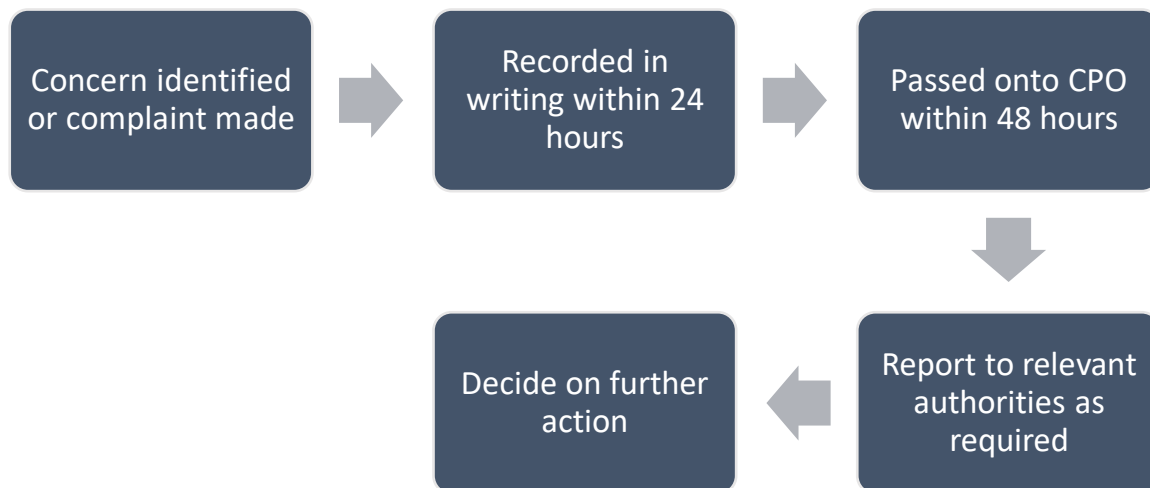 Concern identified
or complaint made
Recorded in
writing within 24
hours
Passed onto CPO
within 48 hours
Report to relevant
authorities as
required
Decide on further
action